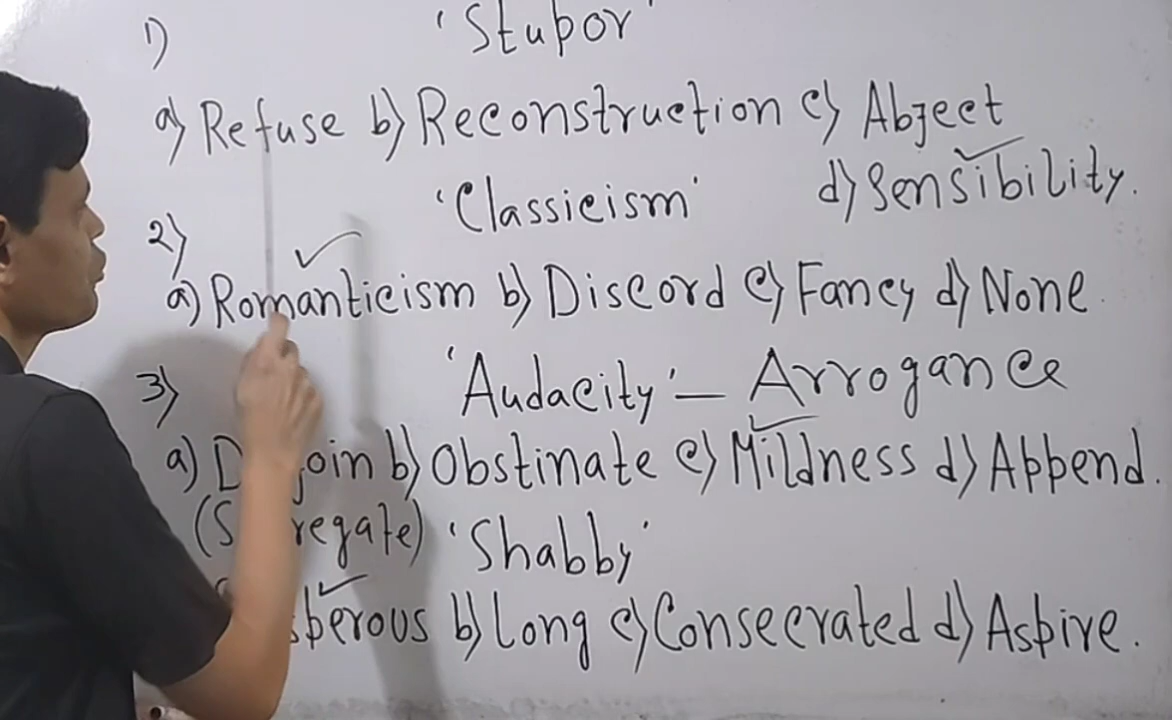 1) 'Stupor'
a) Refuse b) Reconstruction c) Abject
d) Sensibility.
2) 'Classicism'
a) Romanticism b) Discord c) Fancy d) None.
3) 'Audacity' – Arrogance
a) D join b) Obstinate c) Mildness d) Append.
(S regate) 'Shabby'
perous b) Long c) Consecrated d) Aspire.